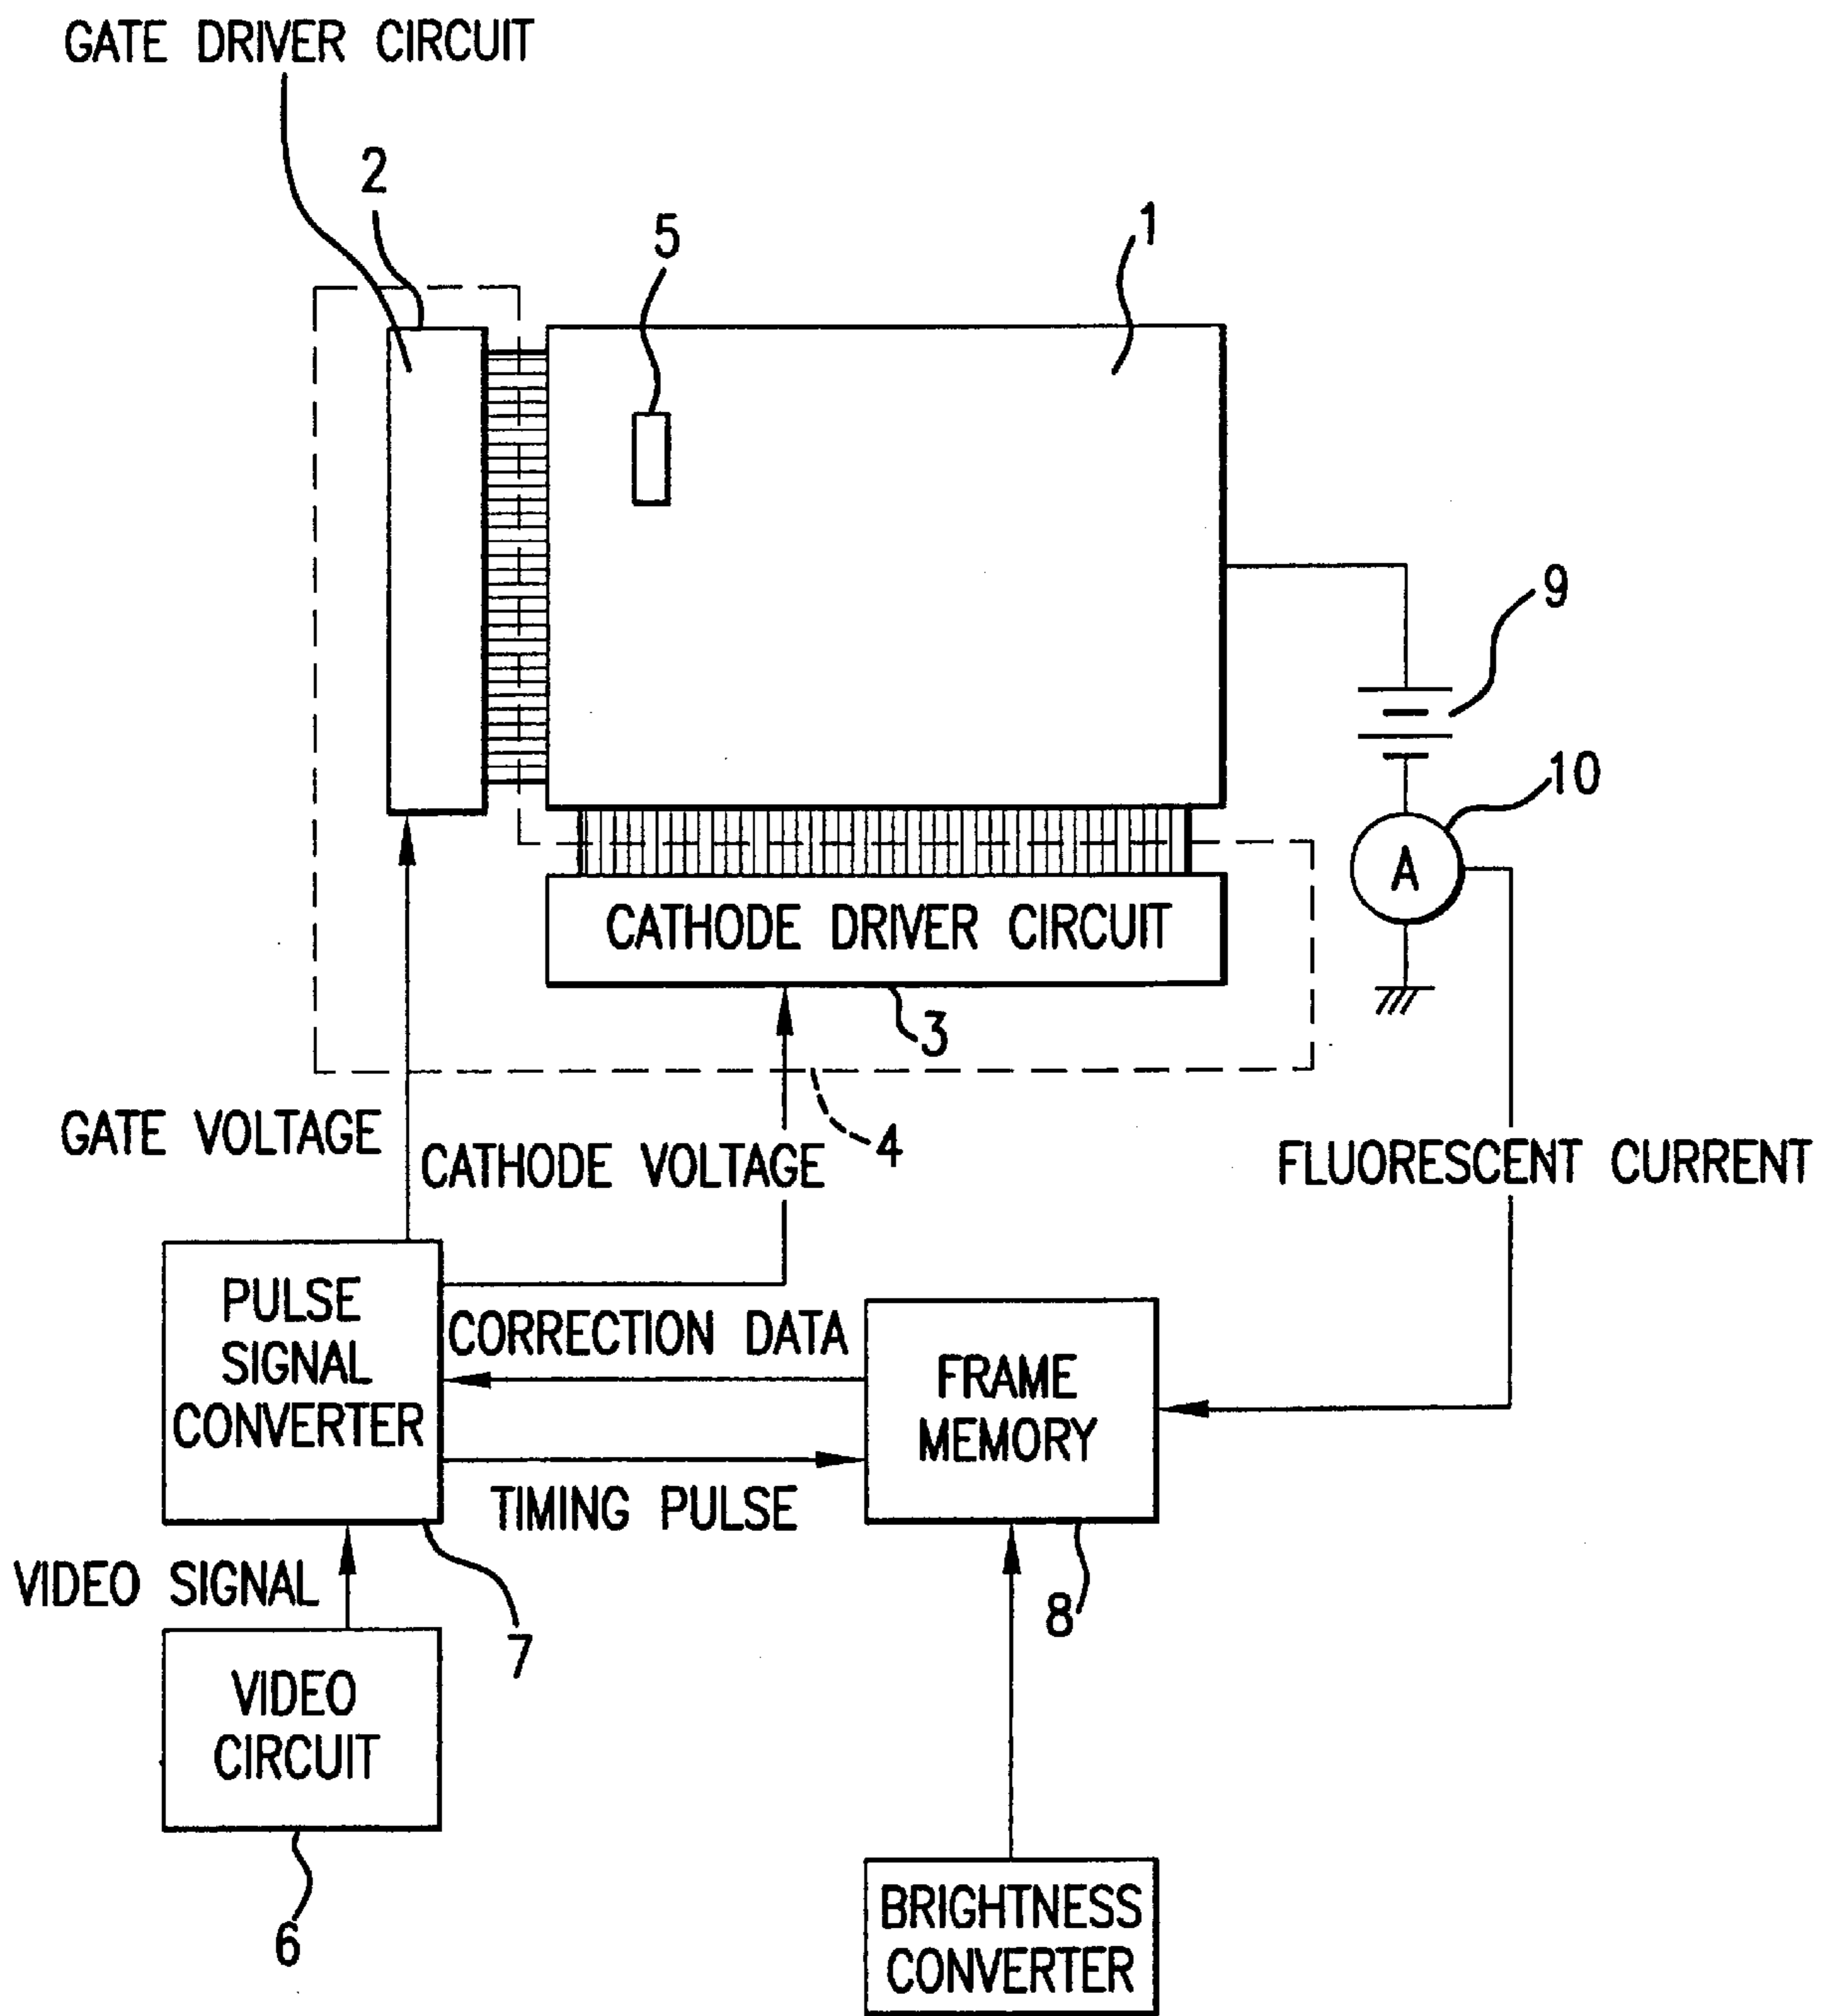 GATE DRIVER CIRCUIT
2
5
1
9
10
A
CATHODE DRIVER CIRCUIT
3
4
GATE VOLTAGE
CATHODE VOLTAGE
FLUORESCENT CURRENT
PULSE
SIGNAL
CONVERTER
CORRECTION DATA
FRAME
MEMORY
TIMING PULSE
VIDEO SIGNAL
7
8
VIDEO
CIRCUIT
6
BRIGHTNESS
CONVERTER